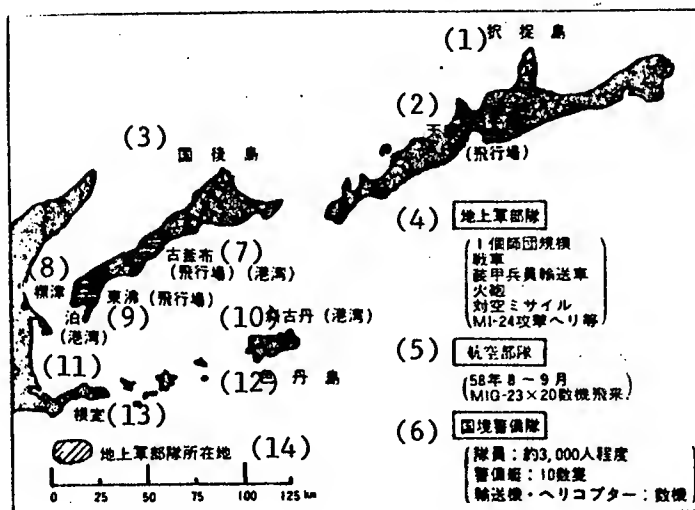 (1) 択捉島
(2)
(飛行場)
(3)
国後島
(4) 地上軍部隊
1個師団規模
戦車
装甲兵員輸送車
火砲
対空ミサイル
MI-24攻撃ヘリ等
古釜布 (7)
(飛行場)(港湾)
(8)
標津
東沸(飛行場)
泊 (9)
(港湾)
(10) 古丹(港湾)
(5) 航空部隊
58年8〜9月
MIG-23×20数機飛来
(11)
(12) 丹島
(13)
(6) 国境警備隊
隊員:約3,000人程度
警備艇:10数隻
輸送機・ヘリコプター:数機
地上軍部隊所在地 (14)
0 25 50 75 100 125km